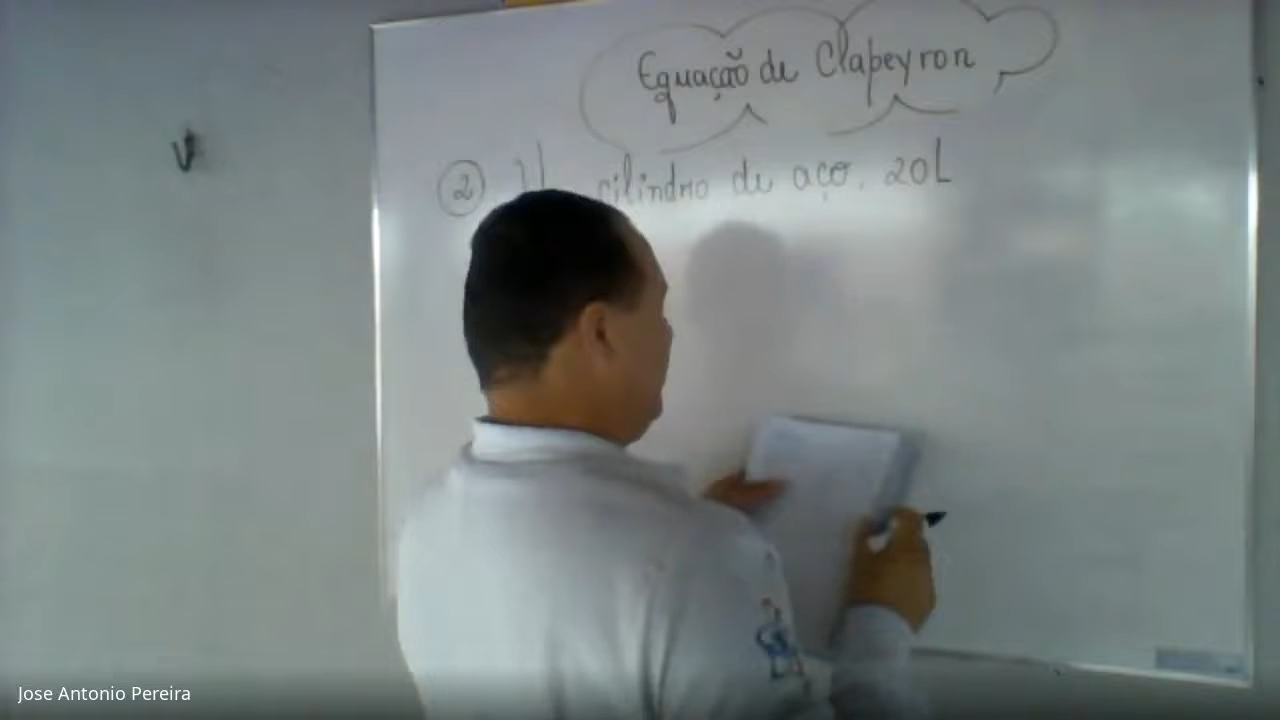 Equação de Clapeyron
2 cilindro de aço, 20L
Jose Antonio Pereira